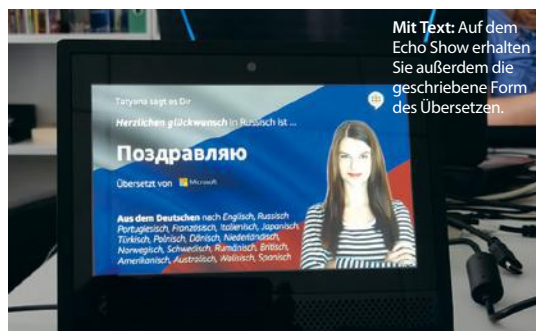 Mit Text: Auf dem
Echo Show erhalten
Sie außerdem die
geschriebene Form
des Übersetzen.
Tatyana sagt es Dir
Herzlichen glückwunsch in Russisch ist ...
Поздравляю
Übersetzt von Microsoft
Aus dem Deutschen nach Englisch, Russisch
Portugiesisch, Französisch, Italienisch, Japanisch,
Türkisch, Polnisch, Dänisch, Niederländisch,
Norwegisch, Schwedisch, Rumänisch, Britisch,
Amerikanisch, Australisch, Walisisch, Spanisch